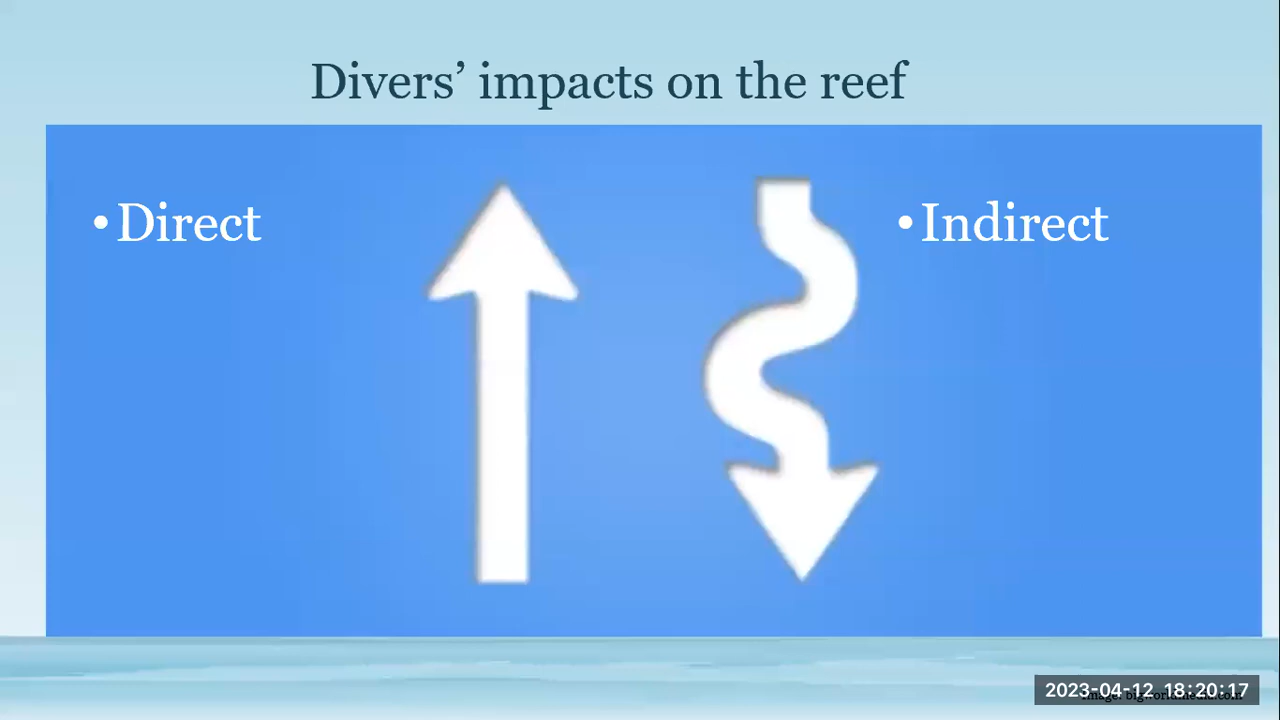 Divers’ impacts on the reef
• Direct
• Indirect
2023-04-12 18:20:17